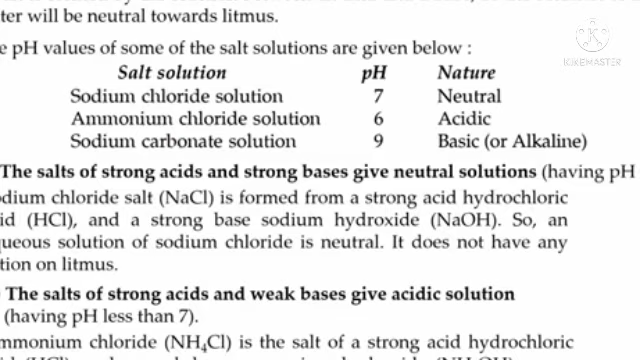 ter will be neutral towards litmus.
KINEMASTER
e pH values of some of the salt solutions are given below :
Salt solution pH Nature
Sodium chloride solution 7 Neutral
Ammonium chloride solution 6 Acidic
Sodium carbonate solution 9 Basic (or Alkaline)
The salts of strong acids and strong bases give neutral solutions (having pH
odium chloride salt (NaCl) is formed from a strong acid hydrochloric
id (HCl), and a strong base sodium hydroxide (NaOH). So, an
queous solution of sodium chloride is neutral. It does not have any
tion on litmus.
The salts of strong acids and weak bases give acidic solution
(having pH less than 7).
mmonium chloride (NH₄Cl) is the salt of a strong acid hydrochloric